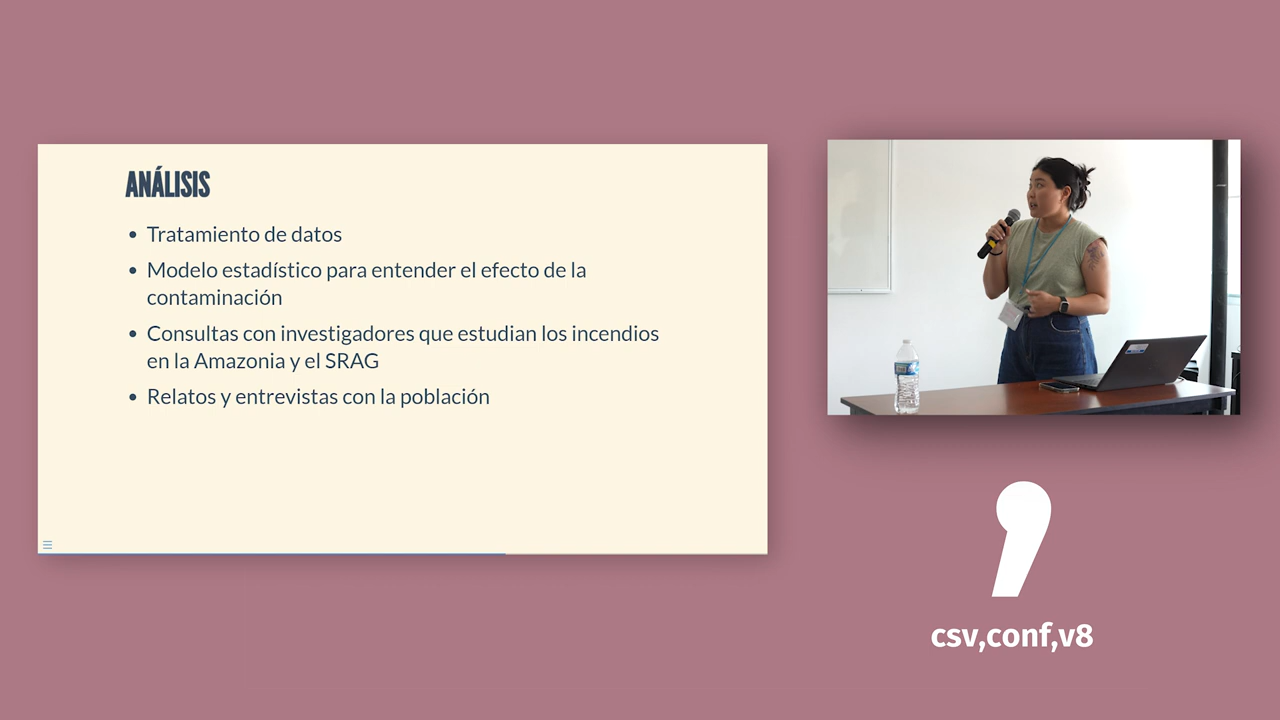 ANÁLISIS
• Tratamiento de datos
• Modelo estadístico para entender el efecto de la
contaminación
• Consultas con investigadores que estudian los incendios
en la Amazonia y el SRAG
• Relatos y entrevistas con la población
csv,conf,v8